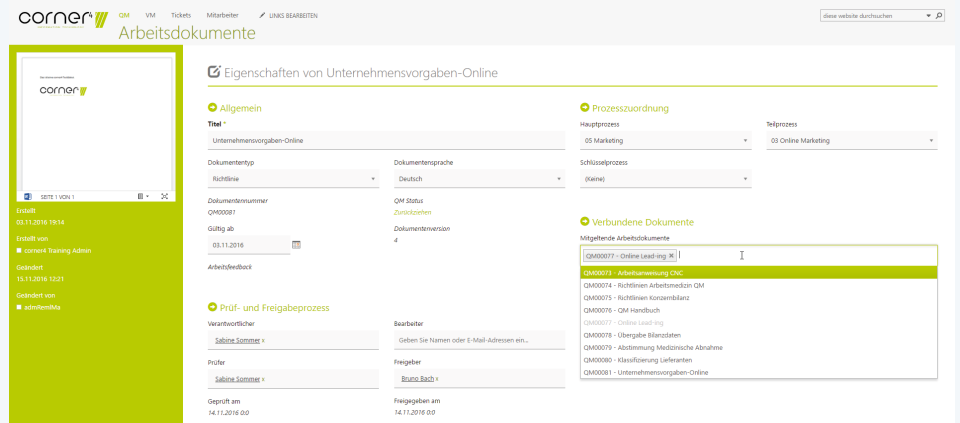 corner4
QM VM Tickets Mitarbeiter LINKS BEARBEITEN
diese website durchsuchen
Arbeitsdokumente
corner
SEITE 1 VON 1
Erstellt
03.11.2016 19:14
Erstellt von
corner4 Training Admin
Geändert
15.11.2016 12:21
Geändert von
admRemlMa
Eigenschaften von Unternehmensvorgaben-Online
Allgemein
Titel *
Unternehmensvorgaben-Online
Dokumententyp Dokumentensprache
Richtlinie Deutsch
Dokumentennummer QM Status
QM00081 Zurückziehen
Gültig ab Dokumentenversion
03.11.2016 4
Arbeitsfeedback
Prüf- und Freigabeprozess
Verantwortlicher Bearbeiter
Sabine Sommer x Geben Sie Namen oder E-Mail-Adressen ein...
Prüfer Freigeber
Sabine Sommer x Bruno Bach x
Geprüft am Freigegeben am
14.11.2016 0:0 14.11.2016 0:0
Prozesszuordnung
Hauptprozess Teilprozess
05 Marketing 03 Online Marketing
Schlüsselprozess
(Keine)
Verbundene Dokumente
Mitgeltende Arbeitsdokumente
QM00077 - Online Lead-ing ×
QM00073 - Arbeitsanweisung CNC
QM00074 - Richtlinien Arbeitsmedizin QM
QM00075 - Richtlinien Konzernbilanz
QM00076 - QM Handbuch
QM00077 - Online Lead-ing
QM00078 - Übergabe Bilanzdaten
QM00079 - Abstimmung Medizinische Abnahme
QM00080 - Klassifizierung Lieferanten
QM00081 - Unternehmensvorgaben-Online